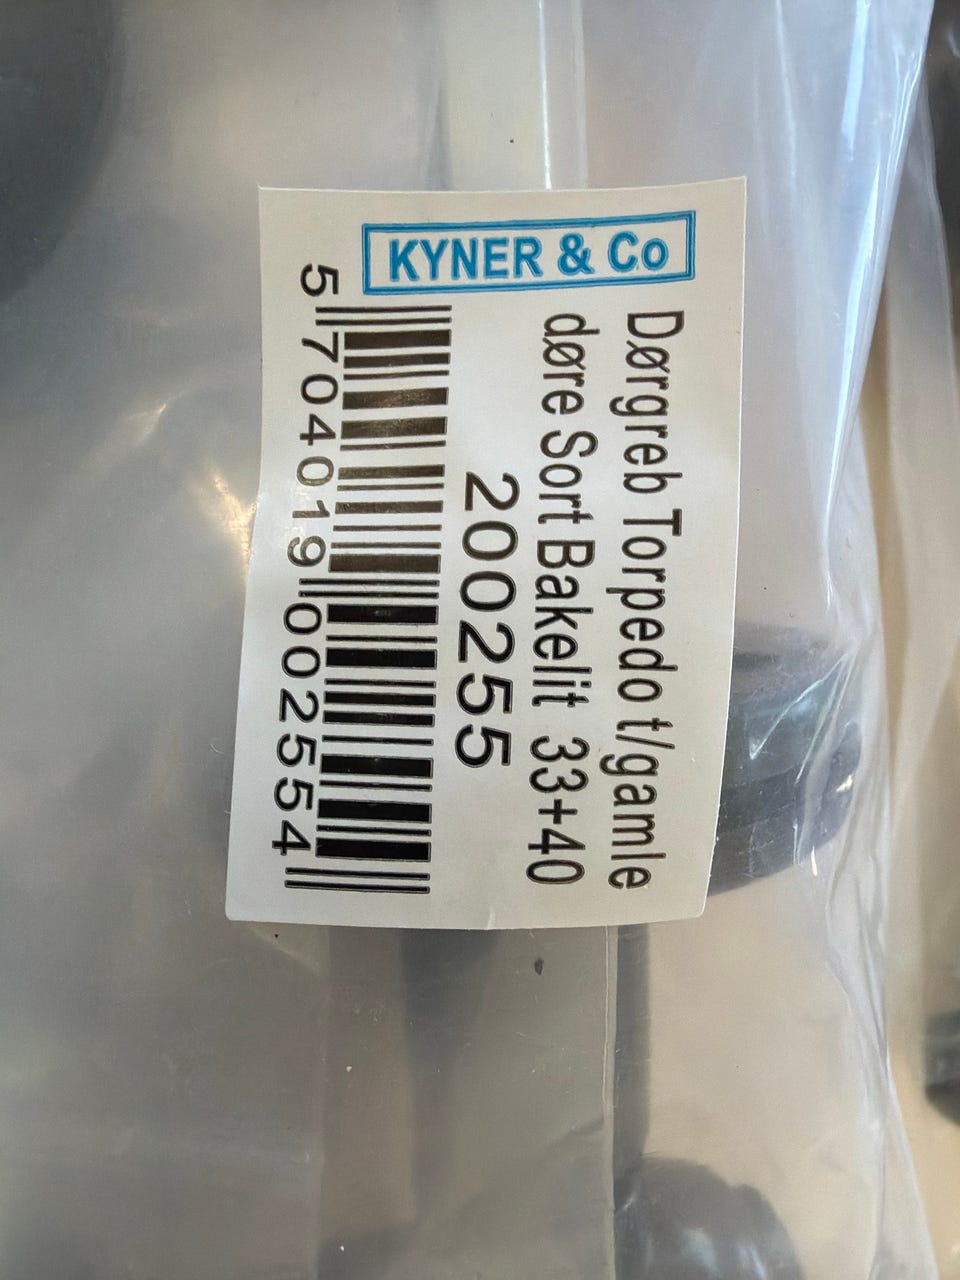 KYNER & Co
Dørgreb Torpedo t/gamle
døre Sort Bakelit 33+40
200255
5 704019 002554